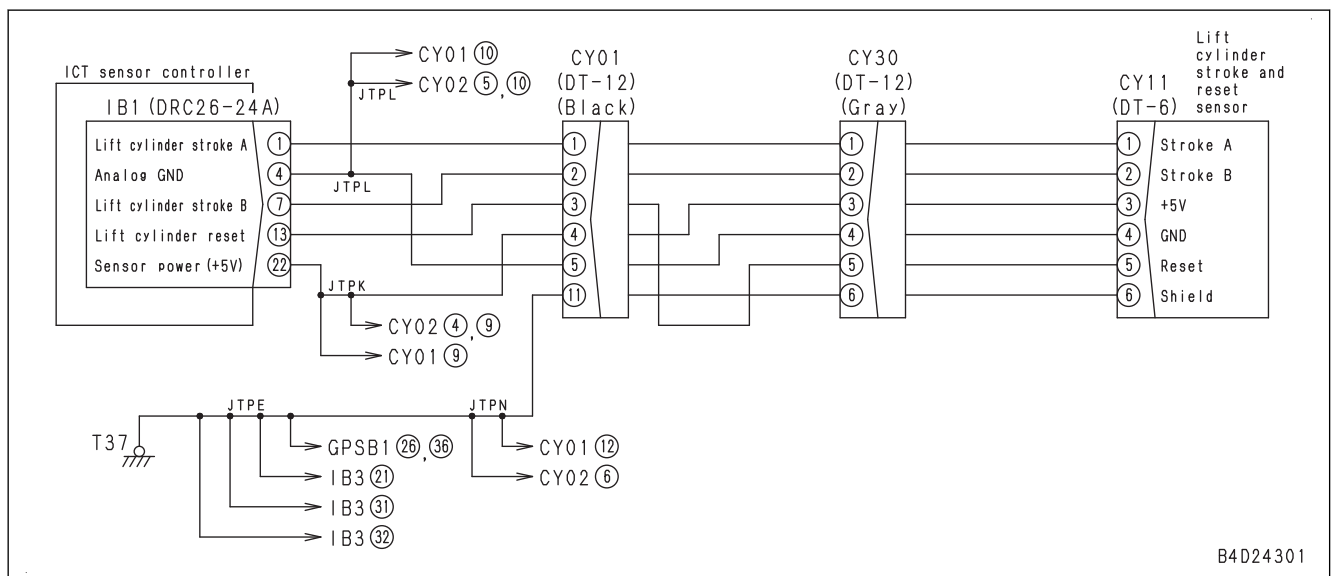 ICT sensor controller
IB1 (DRC26-24A)
Lift cylinder stroke A ①
Analog GND ④
Lift cylinder stroke B ⑦
Lift cylinder reset ⑬
Sensor power (+5V) ㉒
CY01 ⑩
CY02 ⑤,⑩
JTPL
JTPL
JTPK
CY02 ④,⑨
CY01 ⑨
CY01
(DT-12)
(Black)
①
②
③
④
⑤
⑪
CY30
(DT-12)
(Gray)
①
②
③
④
⑤
⑥
Lift
cylinder
stroke and
reset
sensor
CY11
(DT-6)
① Stroke A
② Stroke B
③ +5V
④ GND
⑤ Reset
⑥ Shield
T37
JTPE
JTPN
GPSB1 ㉖,㊱
IB3 ㉑
IB3 ㉛
IB3 ㉜
CY01 ⑫
CY02 ⑥
B4D24301